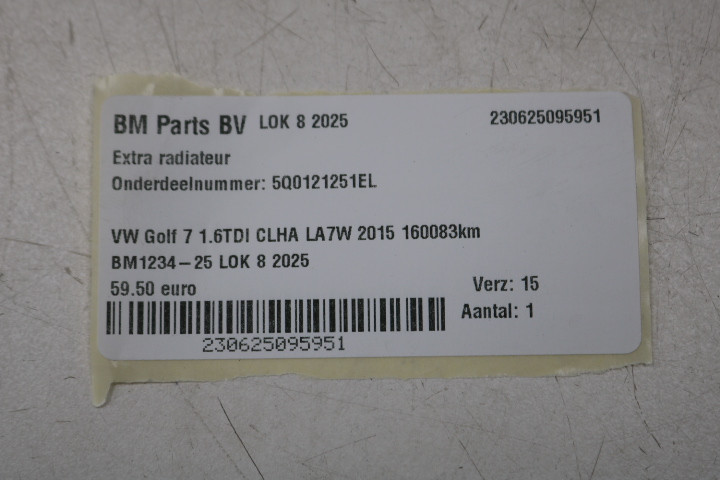 BM Parts BV LOK 8 2025 230625095951
Extra radiateur
Onderdeelnummer: 5Q0121251EL
VW Golf 7 1.6TDI CLHA LA7W 2015 160083km
BM1234-25 LOK 8 2025
59.50 euro Verz: 15
Aantal: 1
230625095951